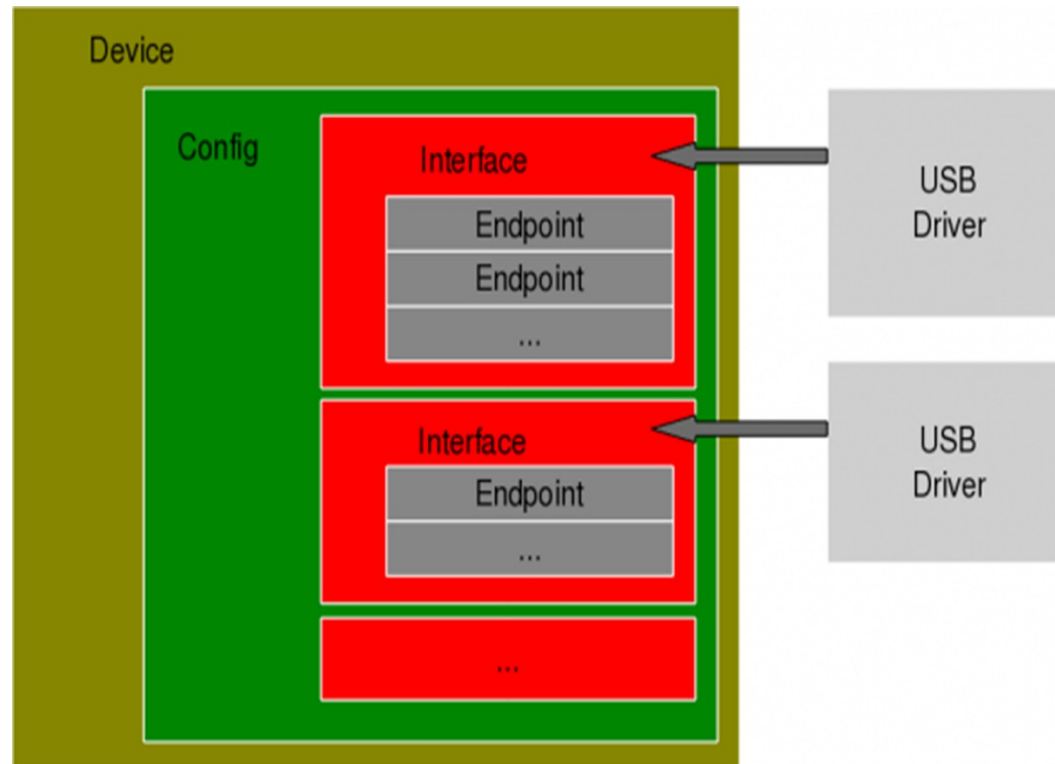 Device
Config
Interface
Endpoint
Endpoint
...
USB
Driver
Interface
Endpoint
...
USB
Driver
...